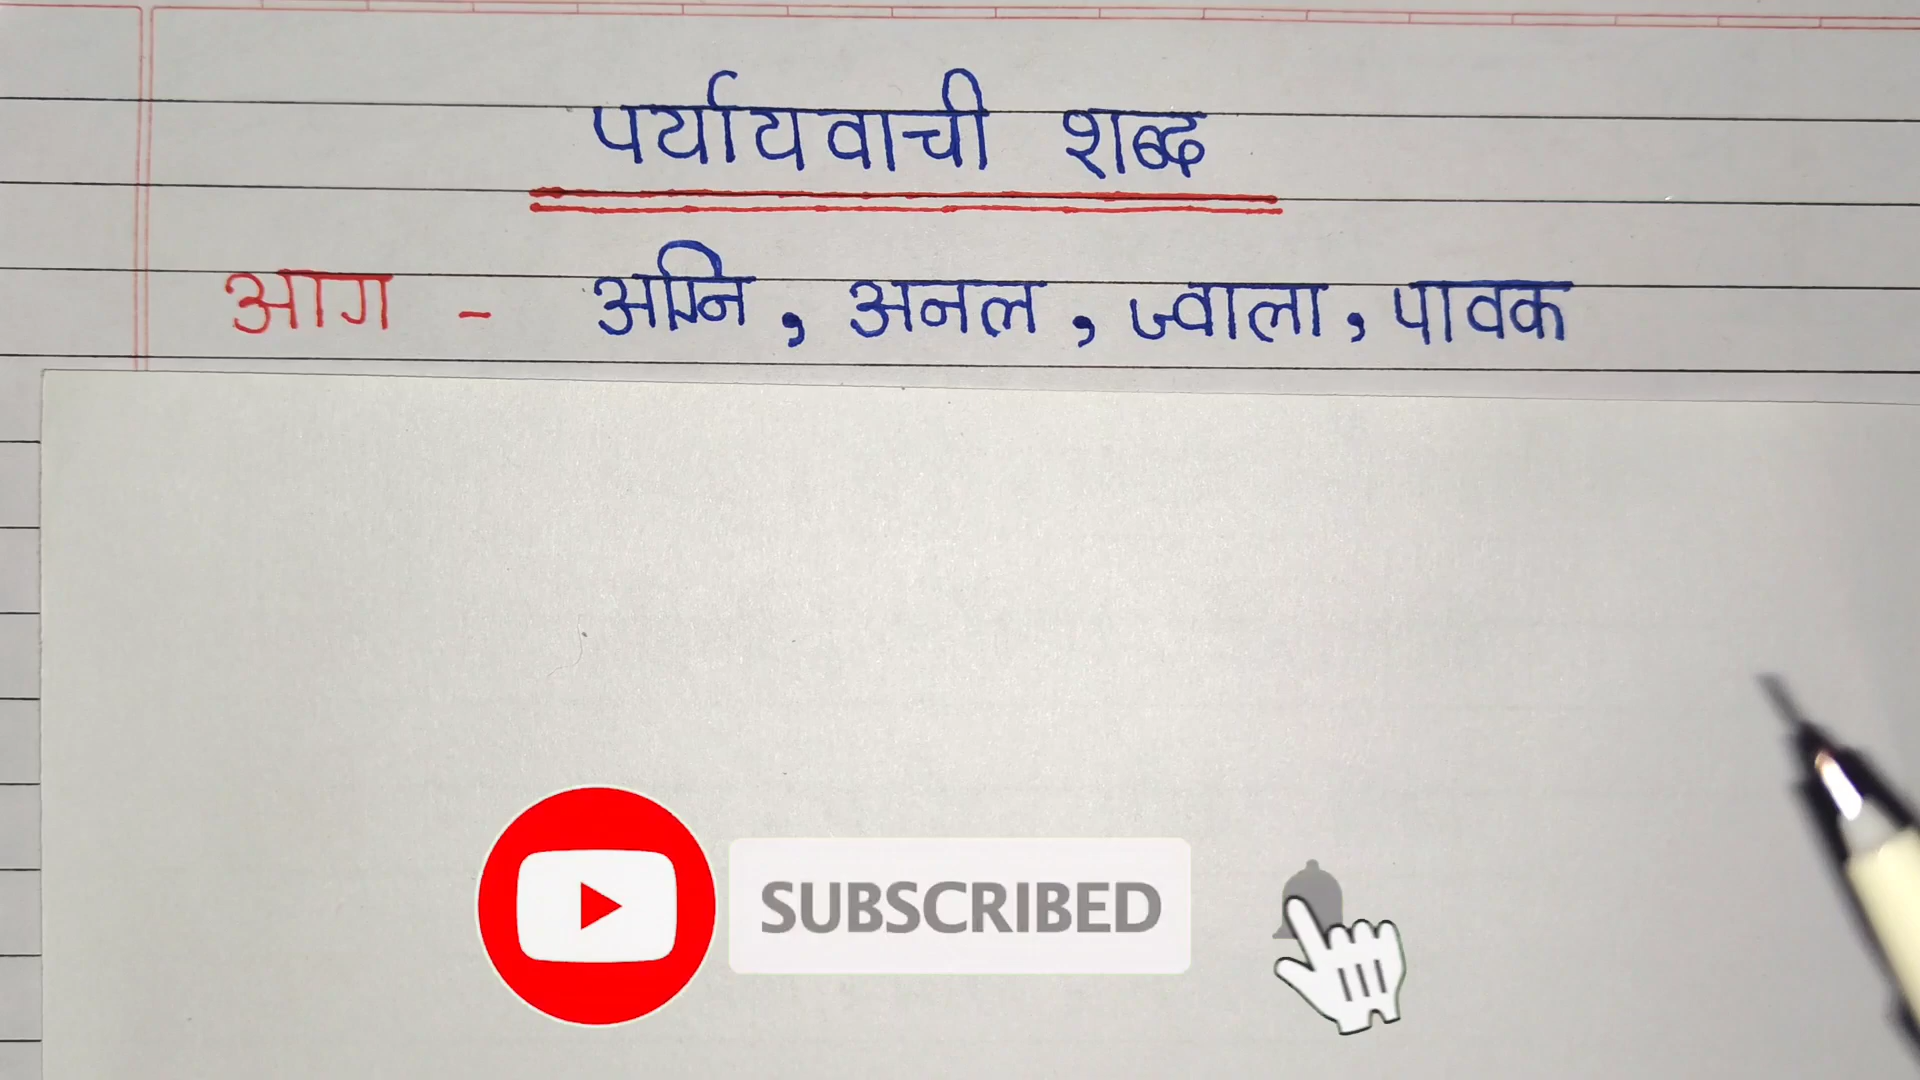 पर्यायवाची शब्द
आग - अग्नि, अनल, ज्वाला, पावक
SUBSCRIBED